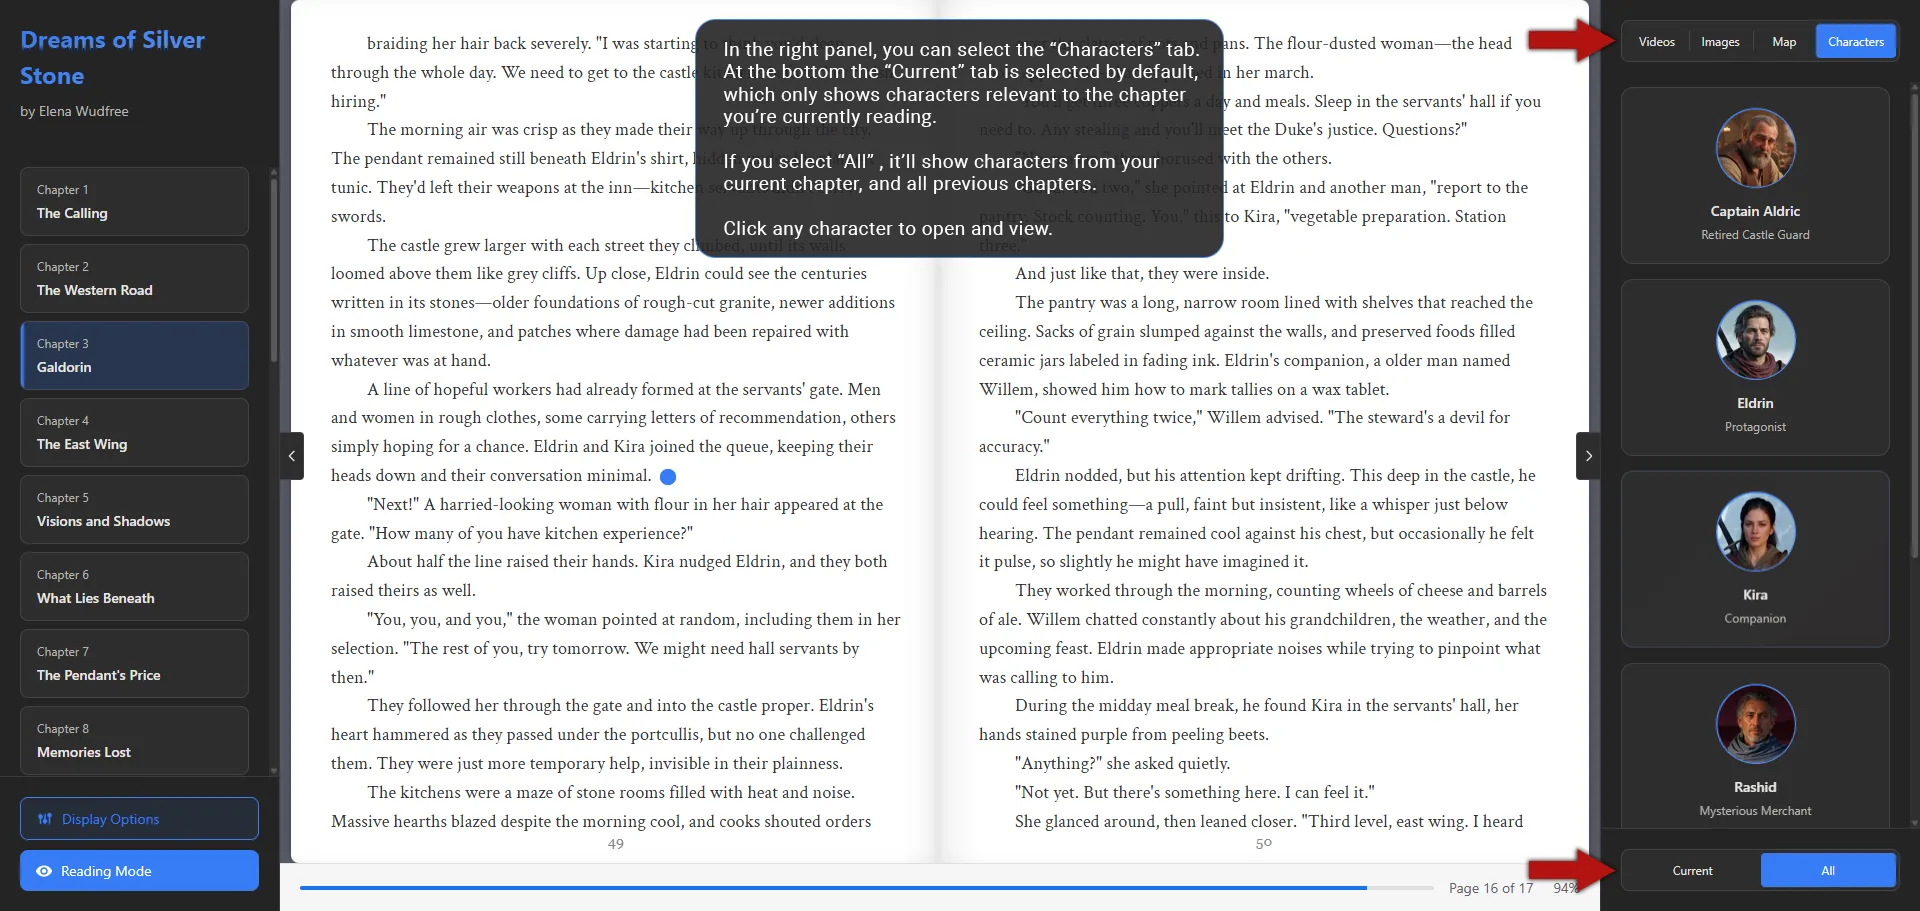 Dreams of Silver
Stone
by Elena Wudfree
Chapter 1
The Calling
Chapter 2
The Western Road
Chapter 3
Galdorin
Chapter 4
The East Wing
Chapter 5
Visions and Shadows
Chapter 6
What Lies Beneath
Chapter 7
The Pendant's Price
Chapter 8
Memories Lost
Display Options
Reading Mode
braiding her hair back severely. "I was starting
through the whole day. We need to get to the castle
hiring."
The morning air was crisp as they made their way up through the city.
The pendant remained still beneath Eldrin's shirt,
tunic. They'd left their weapons at the inn—kitchen
swords.
The castle grew larger with each street they climbed, until its walls
loomed above them like grey cliffs. Up close, Eldrin could see the centuries
written in its stones—older foundations of rough-cut granite, newer additions
in smooth limestone, and patches where damage had been repaired with
whatever was at hand.
A line of hopeful workers had already formed at the servants' gate. Men
and women in rough clothes, some carrying letters of recommendation, others
simply hoping for a chance. Eldrin and Kira joined the queue, keeping their
heads down and their conversation minimal.
"Next!" A harried-looking woman with flour in her hair appeared at the
gate. "How many of you have kitchen experience?"
About half the line raised their hands. Kira nudged Eldrin, and they both
raised theirs as well.
"You, you, and you," the woman pointed at random, including them in her
selection. "The rest of you, try tomorrow. We might need hall servants by
then."
They followed her through the gate and into the castle proper. Eldrin's
heart hammered as they passed under the portcullis, but no one challenged
them. They were just more temporary help, invisible in their plainness.
The kitchens were a maze of stone rooms filled with heat and noise.
Massive hearths blazed despite the morning cool, and cooks shouted orders
49
In the right panel, you can select the “Characters” tab.
At the bottom the “Current” tab is selected by default,
which only shows characters relevant to the chapter
you’re currently reading.
If you select “All” , it’ll show characters from your
current chapter, and all previous chapters.
Click any character to open and view.
pans. The flour-dusted woman—the head
in her march.
a day and meals. Sleep in the servants' hall if you
need to. Any stealing and you'll meet the Duke's justice. Questions?"
chorused with the others.
two," she pointed at Eldrin and another man, "report to the
pantry. Stock counting. You," this to Kira, "vegetable preparation. Station
three."
And just like that, they were inside.
The pantry was a long, narrow room lined with shelves that reached the
ceiling. Sacks of grain slumped against the walls, and preserved foods filled
ceramic jars labeled in fading ink. Eldrin's companion, a older man named
Willem, showed him how to mark tallies on a wax tablet.
"Count everything twice," Willem advised. "The steward's a devil for
accuracy."
Eldrin nodded, but his attention kept drifting. This deep in the castle, he
could feel something—a pull, faint but insistent, like a whisper just below
hearing. The pendant remained cool against his chest, but occasionally he felt
it pulse, so slightly he might have imagined it.
They worked through the morning, counting wheels of cheese and barrels
of ale. Willem chatted constantly about his grandchildren, the weather, and the
upcoming feast. Eldrin made appropriate noises while trying to pinpoint what
was calling to him.
During the midday meal break, he found Kira in the servants' hall, her
hands stained purple from peeling beets.
"Anything?" she asked quietly.
"Not yet. But there's something here. I can feel it."
She glanced around, then leaned closer. "Third level, east wing. I heard
50
Page 16 of 17 94%
Videos Images Map Characters
Captain Aldric
Retired Castle Guard
Eldrin
Protagonist
Kira
Companion
Rashid
Mysterious Merchant
Current All